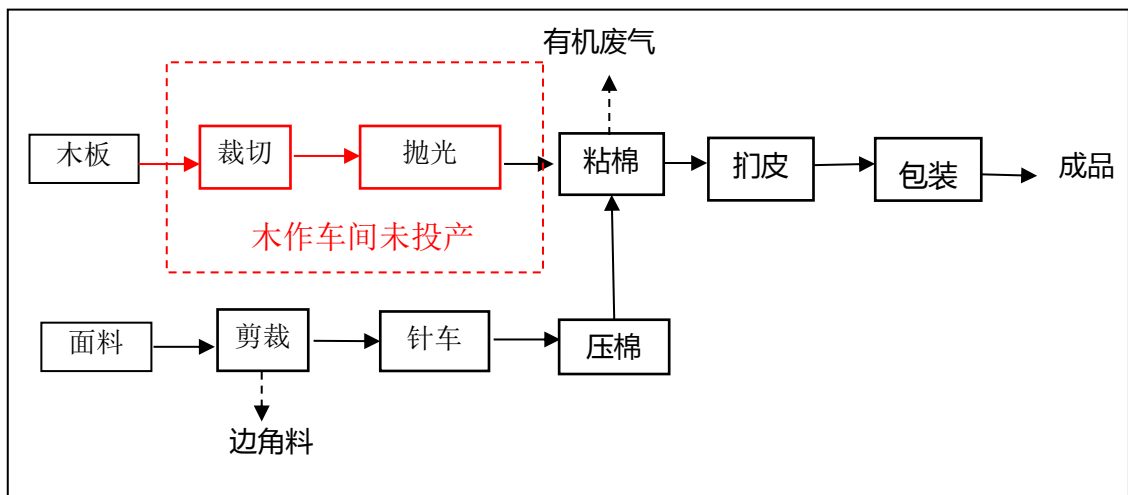 有机废气
木板
裁切
抛光
粘棉
扪皮
包装
成品
木作车间未投产
面料
剪裁
针车
压棉
边角料